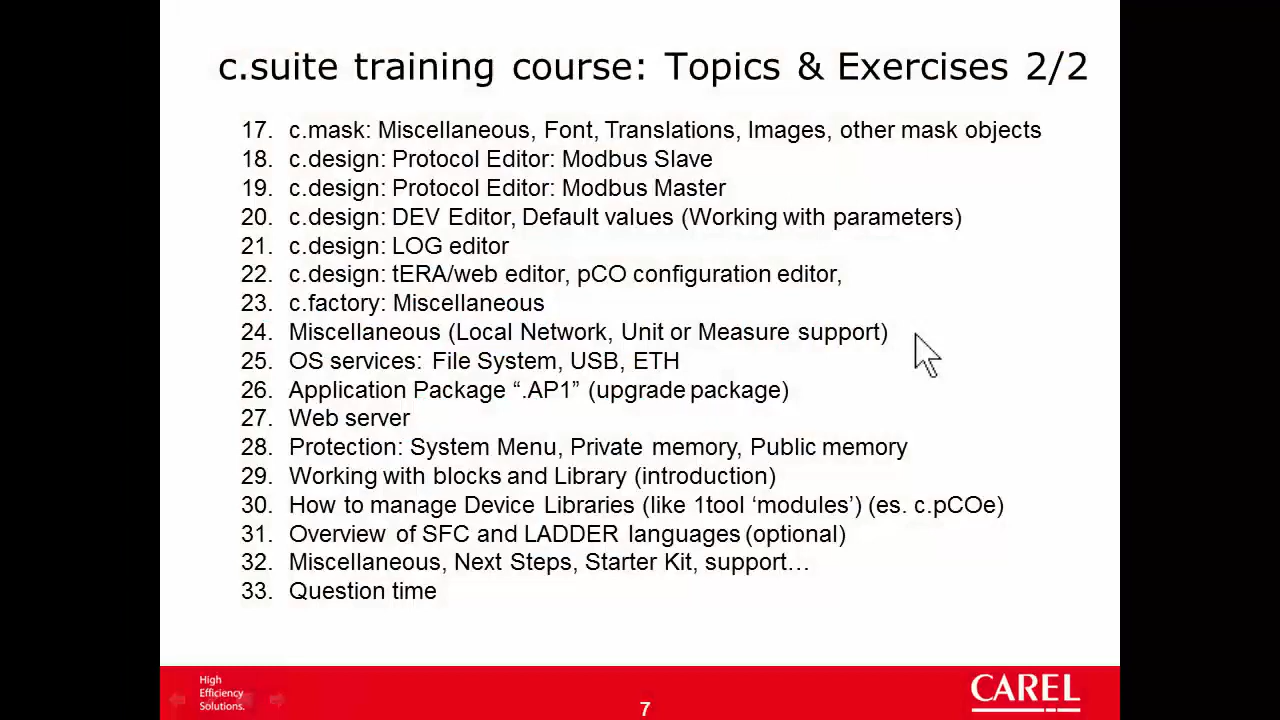 c.suite training course: Topics & Exercises 2/2
17. c.mask: Miscellaneous, Font, Translations, Images, other mask objects
18. c.design: Protocol Editor: Modbus Slave
19. c.design: Protocol Editor: Modbus Master
20. c.design: DEV Editor, Default values (Working with parameters)
21. c.design: LOG editor
22. c.design: tERA/web editor, pCO configuration editor,
23. c.factory: Miscellaneous
24. Miscellaneous (Local Network, Unit or Measure support)
25. OS services: File System, USB, ETH
26. Application Package “.AP1” (upgrade package)
27. Web server
28. Protection: System Menu, Private memory, Public memory
29. Working with blocks and Library (introduction)
30. How to manage Device Libraries (like 1tool ‘modules’) (es. c.pCOe)
31. Overview of SFC and LADDER languages (optional)
32. Miscellaneous, Next Steps, Starter Kit, support…
33. Question time
High
Efficiency
Solutions.
7
CAREL